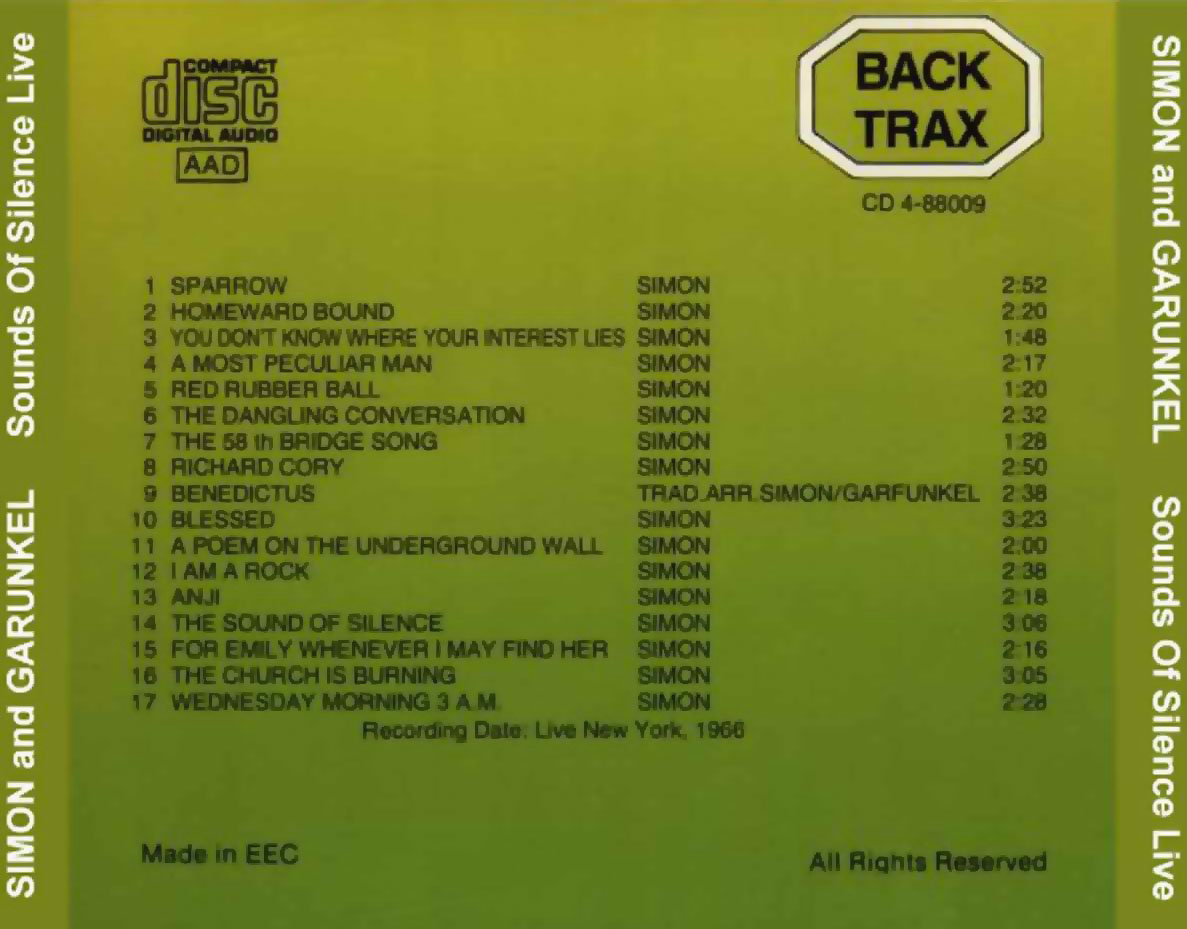 SIMON and GARUNKEL Sounds Of Silence Live
COMPACT
disc
DIGITAL AUDIO
AAD
BACK
TRAX
CD 4-88009
1 SPARROW SIMON 2:52
2 HOMEWARD BOUND SIMON 2:20
3 YOU DON'T KNOW WHERE YOUR INTEREST LIES SIMON 1:48
4 A MOST PECULIAR MAN SIMON 2:17
5 RED RUBBER BALL SIMON 1:20
6 THE DANGLING CONVERSATION SIMON 2:32
7 THE 58 th BRIDGE SONG SIMON 1:28
8 RICHARD CORY SIMON 2:50
9 BENEDICTUS TRAD.ARR.SIMON/GARFUNKEL 2:38
10 BLESSED SIMON 3:23
11 A POEM ON THE UNDERGROUND WALL SIMON 2:00
12 I AM A ROCK SIMON 2:38
13 ANJI SIMON 2:18
14 THE SOUND OF SILENCE SIMON 3:06
15 FOR EMILY WHENEVER I MAY FIND HER SIMON 2:16
16 THE CHURCH IS BURNING SIMON 3:05
17 WEDNESDAY MORNING 3 A.M. SIMON 2:28
Recording Date: Live New York, 1966
Made in EEC
All Rights Reserved
SIMON and GARUNKEL Sounds Of Silence Live